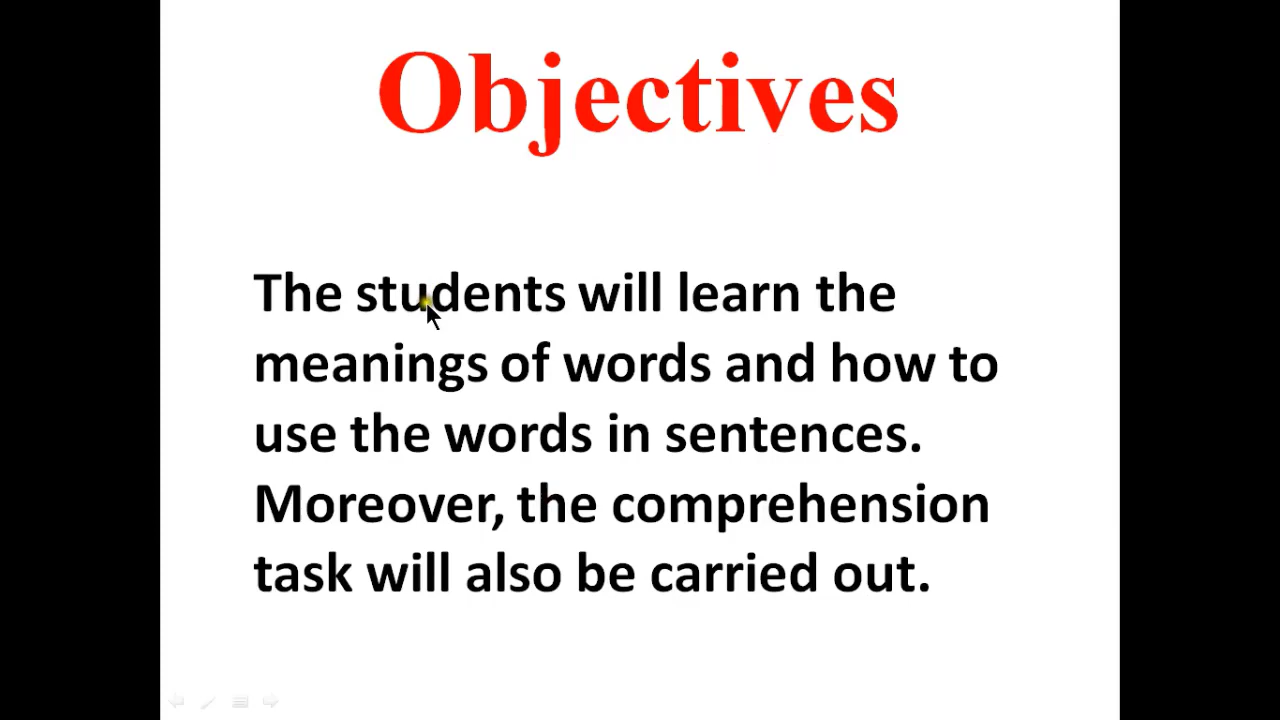 Objectives
The students will learn the
meanings of words and how to
use the words in sentences.
Moreover, the comprehension
task will also be carried out.